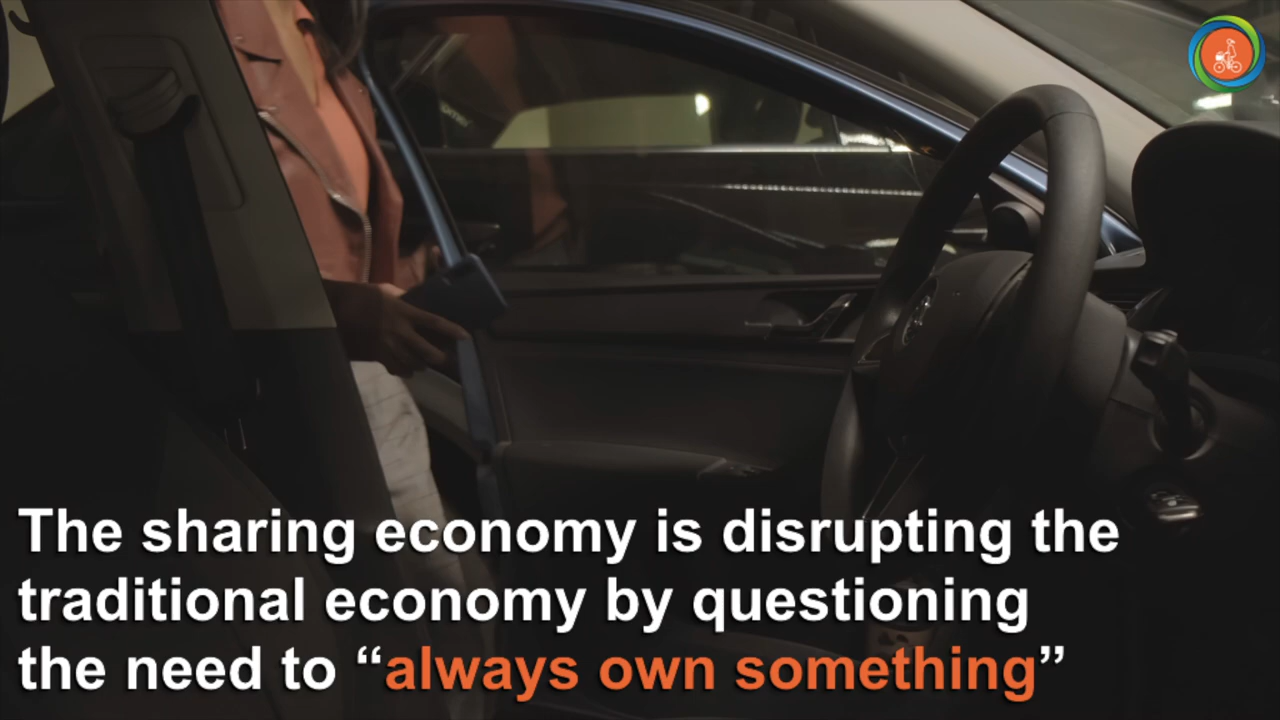 The sharing economy is disrupting the
traditional economy by questioning
the need to “always own something”